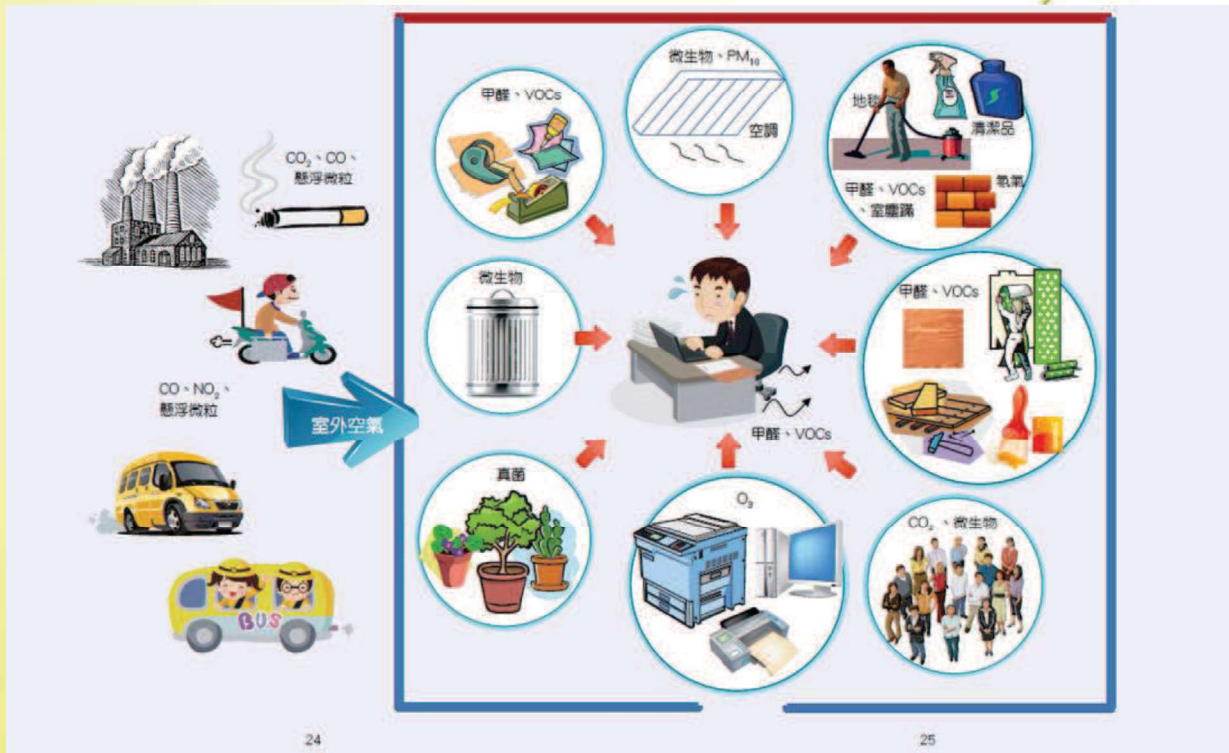 CO₂、CO、
懸浮微粒
CO、NO₂、
懸浮微粒
室外空氣
BUS
甲醛、VOCs
微生物、PM₁₀
空調
地毯
清潔品
甲醛、VOCs
、室塵蹣
氡氣
微生物
甲醛、VOCs
甲醛、VOCs
真菌
O₃
CO₂、微生物
24
25